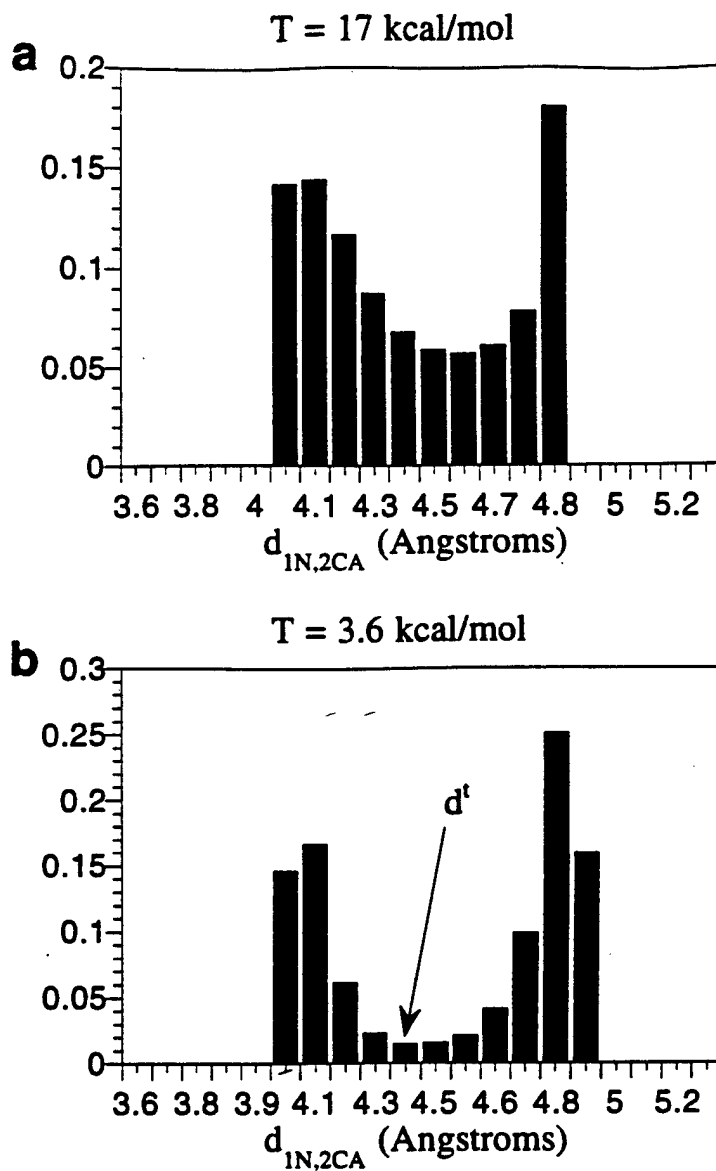 T = 17 kcal/mol
a
0.2
0.15
0.1
0.05
0
3.6 3.8 4 4.1 4.3 4.5 4.7 4.8 5 5.2
d1N,2CA (Angstroms)
T = 3.6 kcal/mol
b
0.3
0.25
0.2
dt
0.15
0.1
0.05
0
3.6 3.8 3.9 4.1 4.3 4.5 4.6 4.8 5 5.2
d1N,2CA (Angstroms)